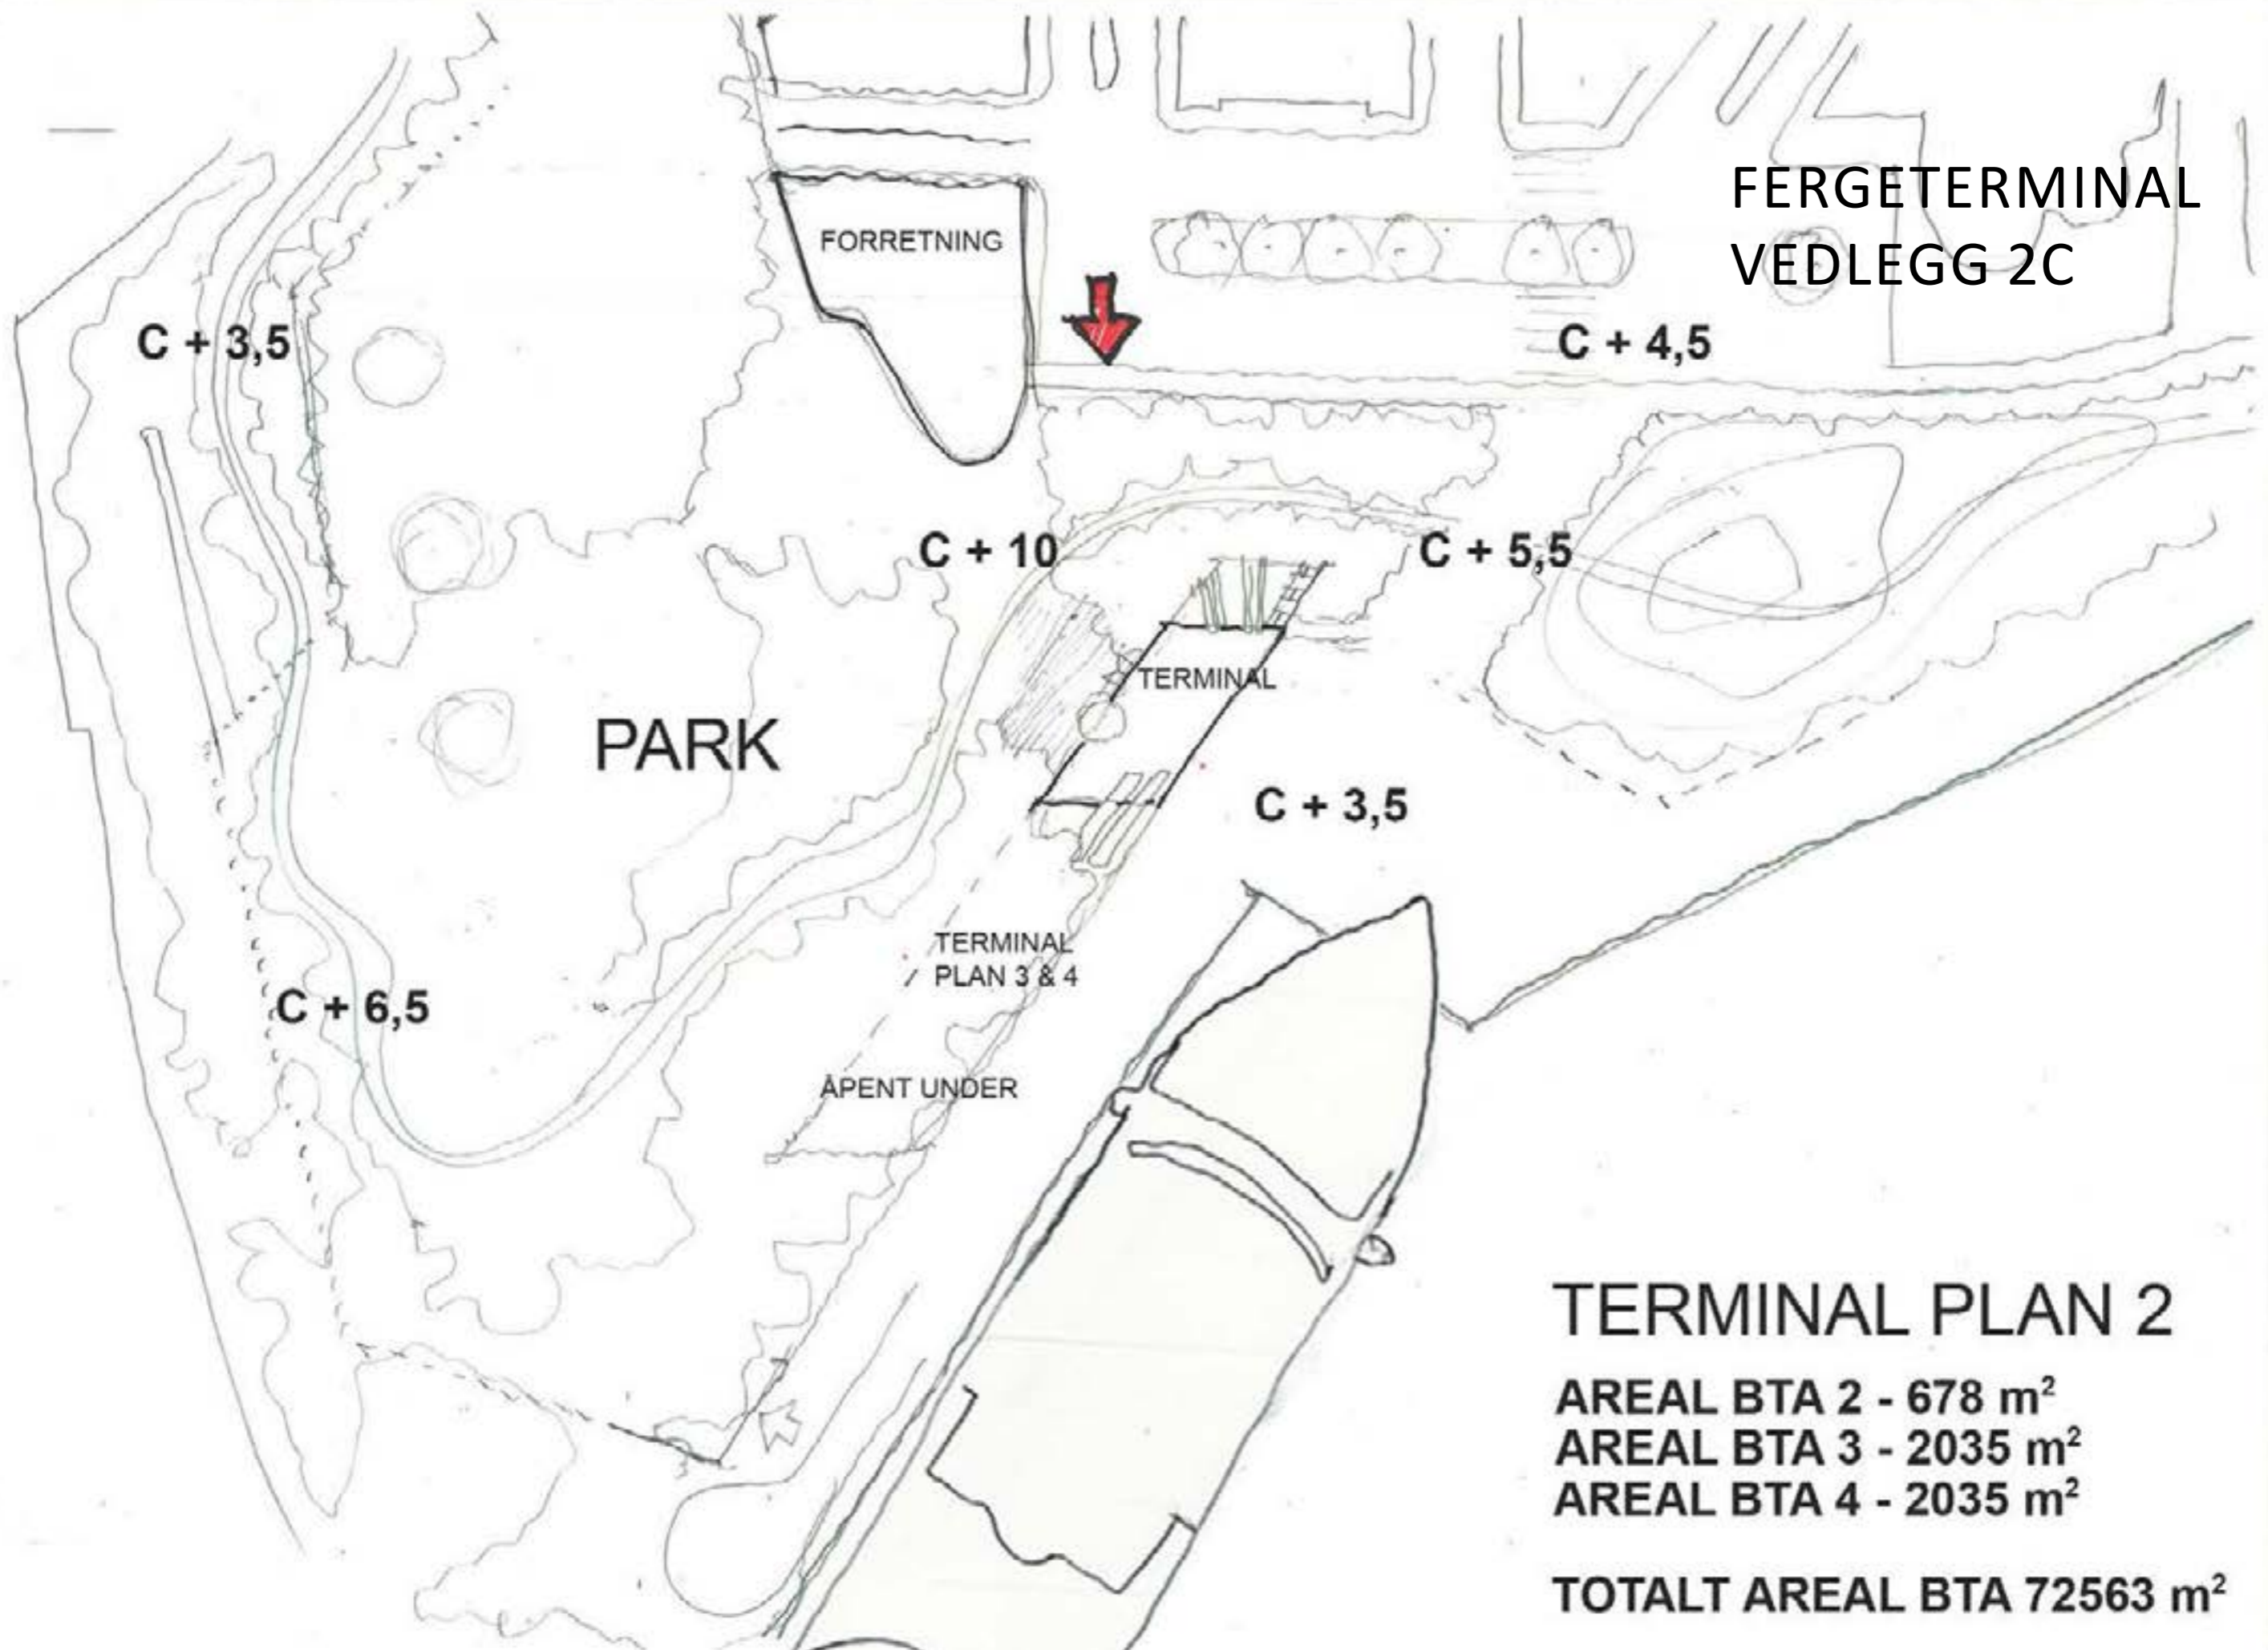 FERGETERMINAL
VEDLEGG 2C
FORRETNING
C + 3,5
C + 4,5
C + 10
C + 5,5
TERMINAL
PARK
C + 3,5
TERMINAL
PLAN 3 & 4
C + 6,5
ÅPENT UNDER
TERMINAL PLAN 2
AREAL BTA 2 - 678 m²
AREAL BTA 3 - 2035 m²
AREAL BTA 4 - 2035 m²
TOTALT AREAL BTA 72563 m²